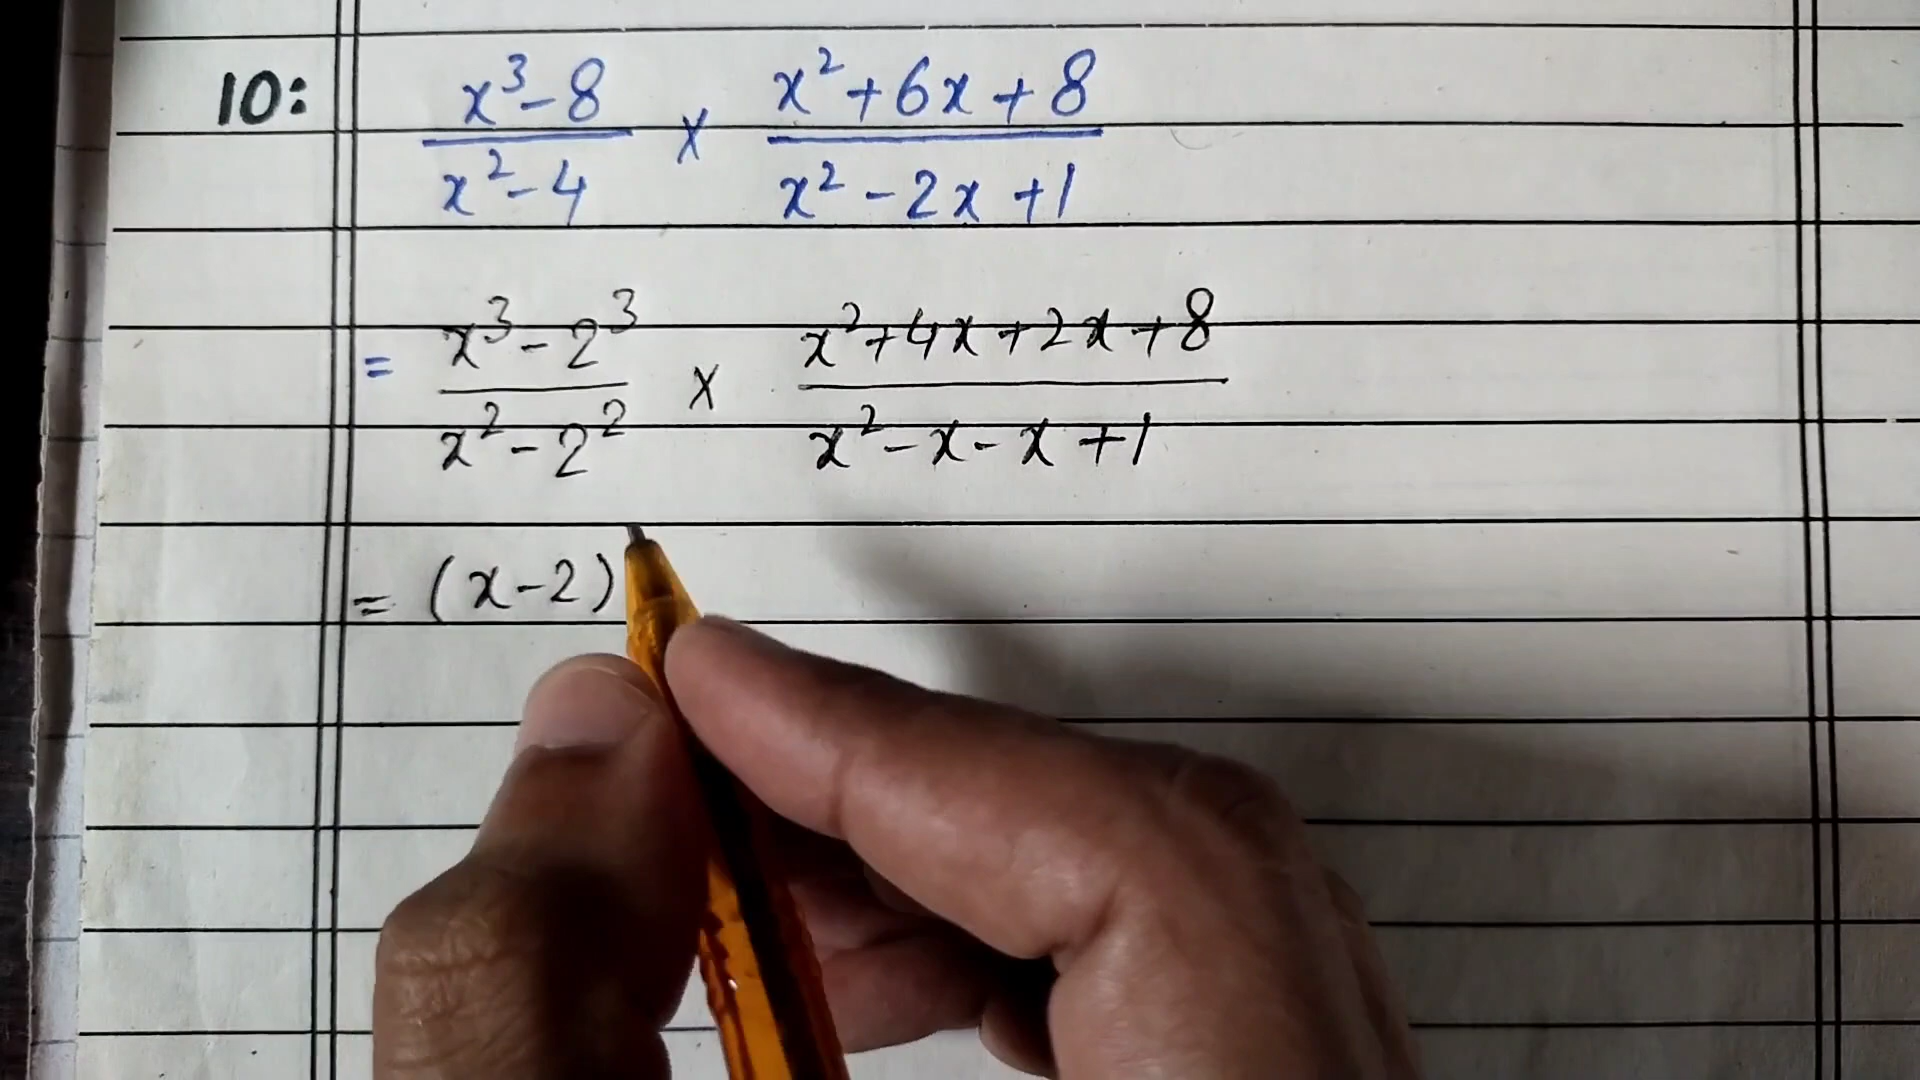 10: x³-8 / x²-4 × x²+6x+8 / x²-2x+1
= x³-2³ / x²-2² × x²+4x+2x+8 / x²-x-x+1
= (x-2)